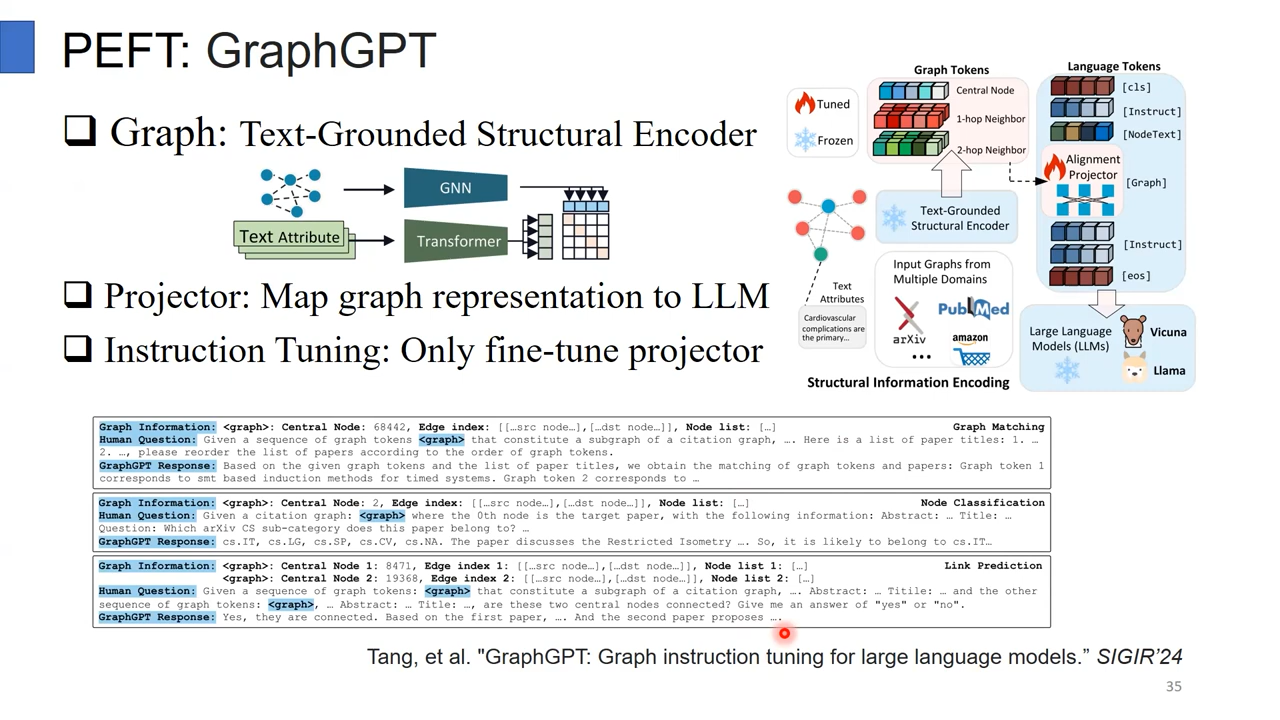 PEFT: GraphGPT
❑ Graph: Text-Grounded Structural Encoder
GNN
Text Attribute
Transformer
❑ Projector: Map graph representation to LLM
❑ Instruction Tuning: Only fine-tune projector
Tuned
Frozen
Graph Tokens
Central Node
1-hop Neighbor
2-hop Neighbor
Language Tokens
[cls]
[Instruct]
[NodeText]
Alignment
Projector
[Graph]
[Instruct]
[eos]
Text-Grounded
Structural Encoder
Text
Attributes
Cardiovascular
complications are
the primary...
Input Graphs from
Multiple Domains
arXiv
PubMed
amazon
...
Structural Information Encoding
Large Language
Models (LLMs)
Vicuna
Llama
Graph Information: <graph>: Central Node: 68442, Edge index: [[…src node…],[…dst node…]], Node list: […] Graph Matching
Human Question: Given a sequence of graph tokens <graph> that constitute a subgraph of a citation graph, …. Here is a list of paper titles: 1. …
2. …, please reorder the list of papers according to the order of graph tokens.
GraphGPT Response: Based on the given graph tokens and the list of paper titles, we obtain the matching of graph tokens and papers: Graph token 1
corresponds to smt based induction methods for timed systems. Graph token 2 corresponds to …
Graph Information: <graph>: Central Node: 2, Edge index: [[…src node…],[…dst node…]], Node list: […] Node Classification
Human Question: Given a citation graph: <graph> where the 0th node is the target paper, with the following information: Abstract: … Title: …
Question: Which arXiv CS sub-category does this paper belong to? …
GraphGPT Response: cs.IT, cs.LG, cs.SP, cs.CV, cs.NA. The paper discusses the Restricted Isometry …. So, it is likely to belong to cs.IT…
Graph Information: <graph>: Central Node 1: 8471, Edge index 1: [[…src node…],[…dst node…]], Node list 1: […] Link Prediction
<graph>: Central Node 2: 19368, Edge index 2: [[…src node…],[…dst node…]], Node list 2: […]
Human Question: Given a sequence of graph tokens: <graph> that constitute a subgraph of a citation graph, …. Abstract: … Titile: … and the other
sequence of graph tokens: <graph>, … Abstract: … Title: …, are these two central nodes connected? Give me an answer of "yes" or "no".
GraphGPT Response: Yes, they are connected. Based on the first paper, …. And the second paper proposes ….
Tang, et al. "GraphGPT: Graph instruction tuning for large language models.” SIGIR’24
35